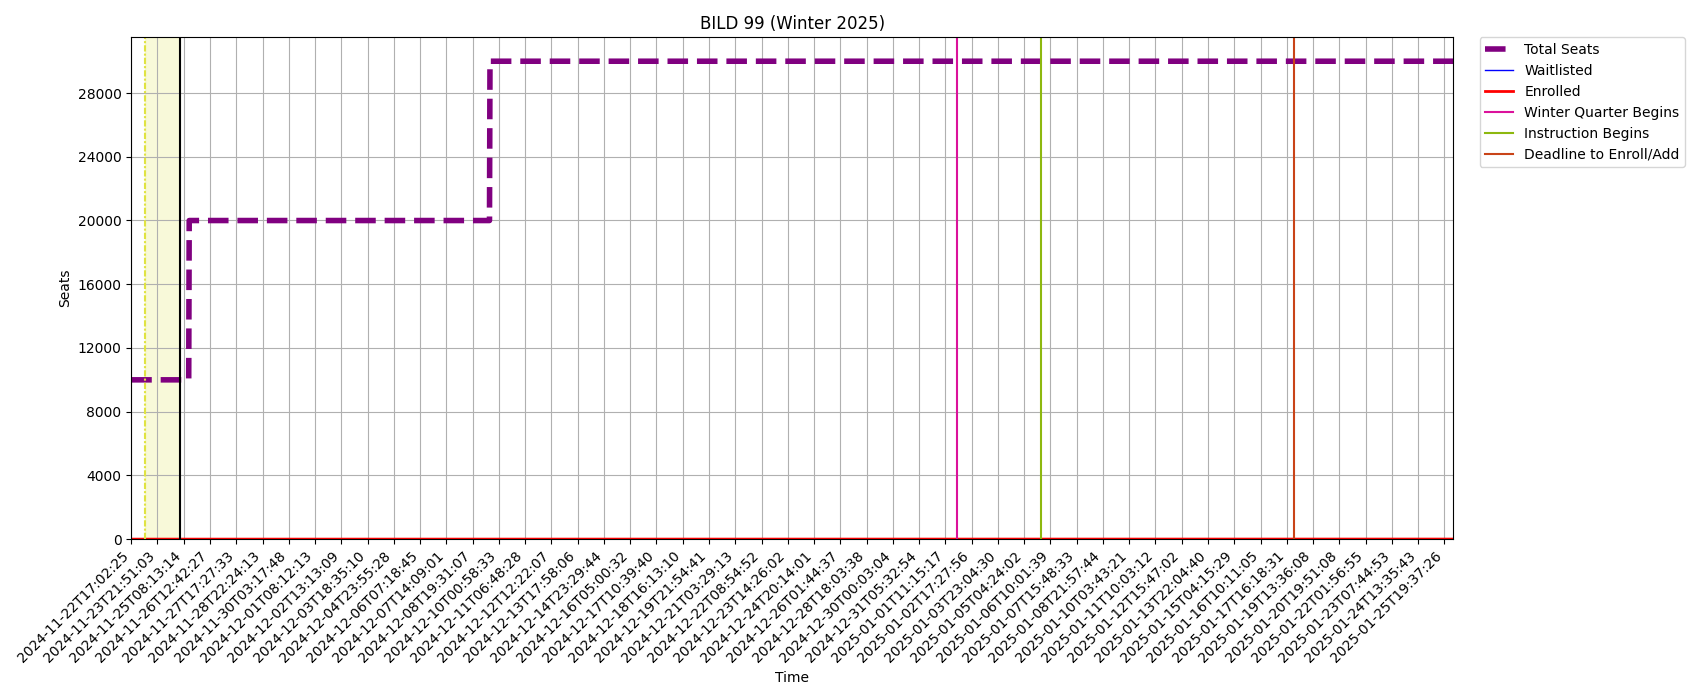 BILD 99 (Winter 2025)
Total Seats
Waitlisted
Enrolled
Winter Quarter Begins
Instruction Begins
Deadline to Enroll/Add
Seats
28000
24000
20000
16000
12000
8000
4000
0
2024-11-22T17:02:25
2024-11-23T21:51:03
2024-11-25T08:13:14
2024-11-26T12:42:27
2024-11-27T17:27:33
2024-11-28T22:24:13
2024-11-30T03:17:48
2024-12-01T08:12:13
2024-12-02T13:13:09
2024-12-03T18:35:10
2024-12-04T23:55:28
2024-12-06T07:18:45
2024-12-07T14:09:01
2024-12-08T19:31:07
2024-12-10T00:58:33
2024-12-11T06:48:28
2024-12-12T12:22:07
2024-12-13T17:58:06
2024-12-14T23:29:44
2024-12-16T05:00:32
2024-12-17T10:39:40
2024-12-18T16:13:10
2024-12-19T21:54:41
2024-12-21T03:29:13
2024-12-22T08:54:52
2024-12-23T14:26:02
2024-12-24T20:14:01
2024-12-26T01:44:37
2024-12-28T18:03:38
2024-12-30T00:03:04
2024-12-31T05:32:54
2025-01-01T11:15:17
2025-01-02T17:27:56
2025-01-03T23:04:30
2025-01-05T04:24:02
2025-01-06T10:01:39
2025-01-07T15:48:33
2025-01-08T21:57:44
2025-01-10T03:43:21
2025-01-11T10:03:12
2025-01-12T15:47:02
2025-01-13T22:04:40
2025-01-15T04:15:29
2025-01-16T10:11:05
2025-01-17T16:18:31
2025-01-19T13:36:08
2025-01-20T19:51:08
2025-01-22T01:56:55
2025-01-23T07:44:53
2025-01-24T13:35:43
2025-01-25T19:37:26
Time